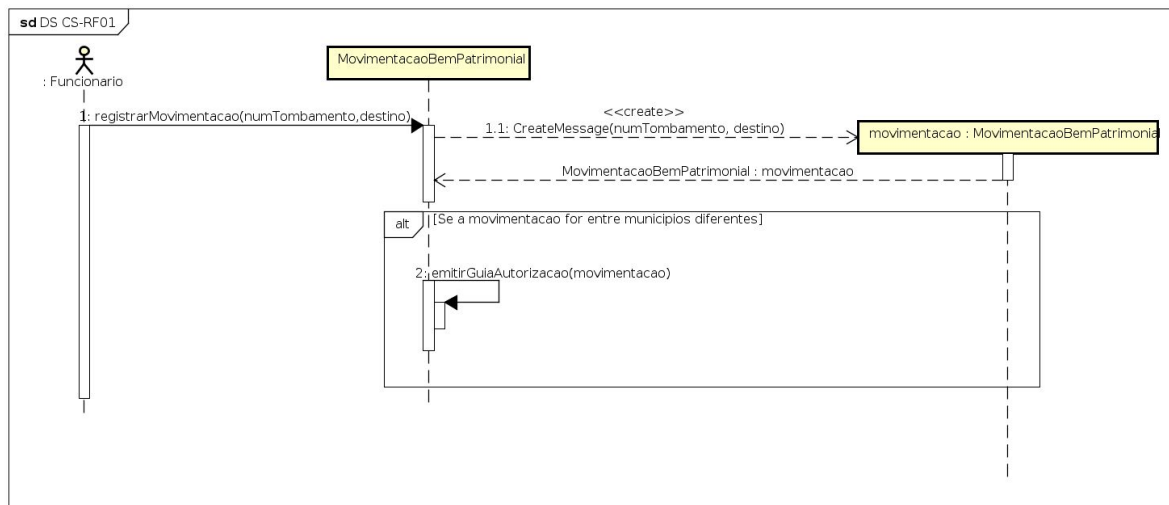 sd DS CS-RF01
: Funcionario
MovimentacaoBemPatrimonial
1: registrarMovimentacao(numTombamento,destino)
<<create>>
1.1: CreateMessage(numTombamento, destino)
movimentacao : MovimentacaoBemPatrimonial
MovimentacaoBemPatrimonial : movimentacao
alt
[Se a movimentacao for entre municipios diferentes]
2: emitirGuiaAutorizacao(movimentacao)